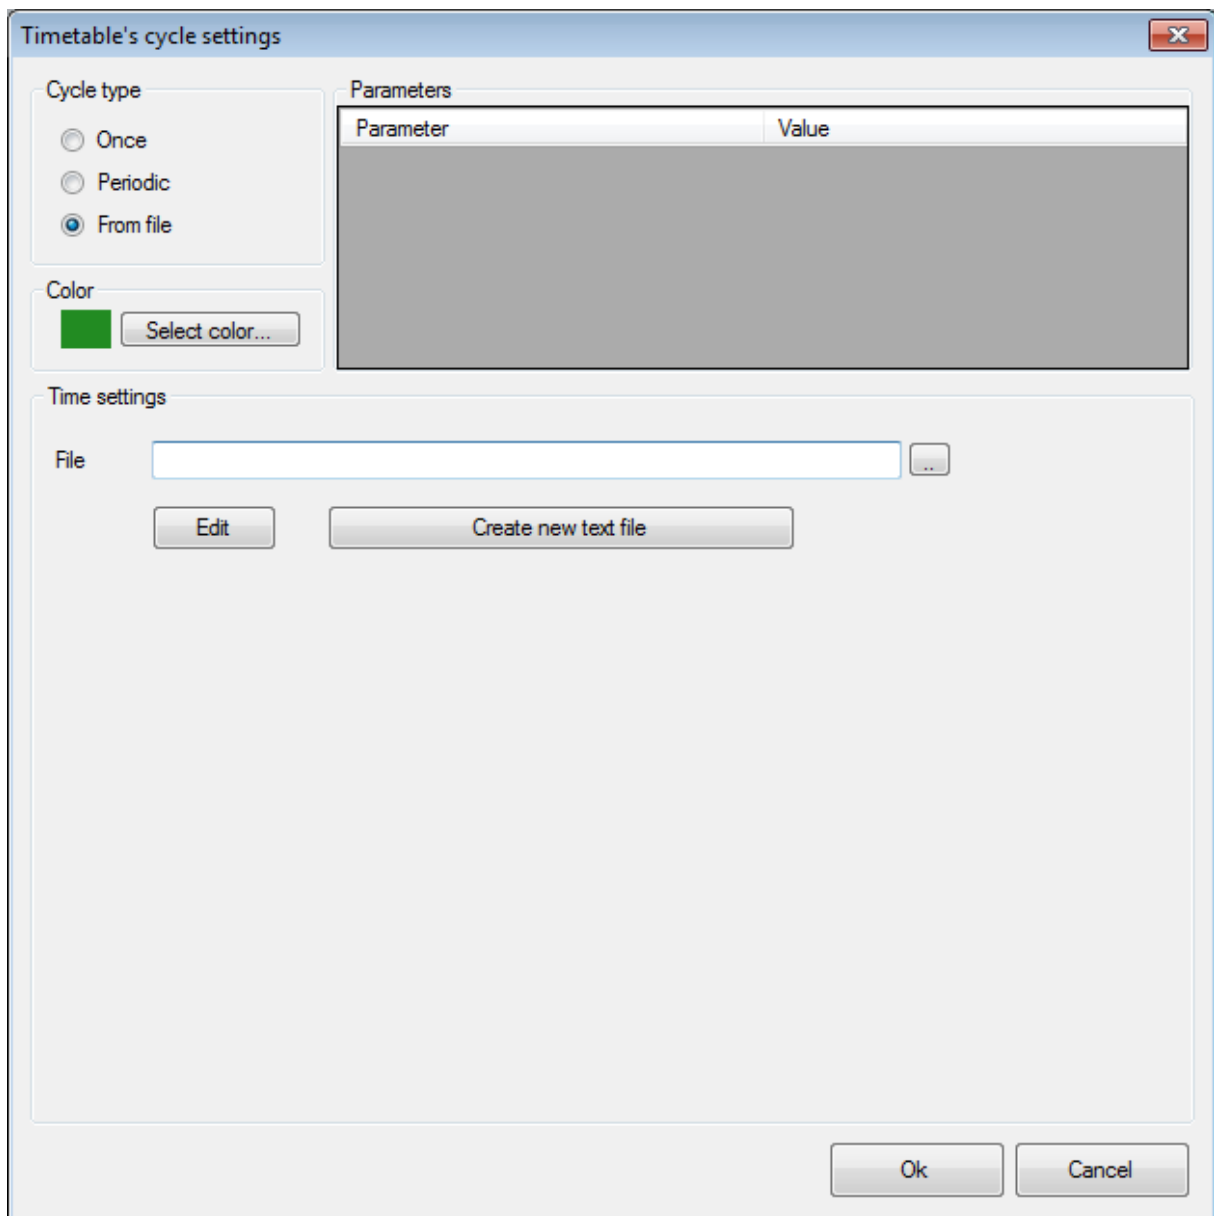 Timetable's cycle settings
Cycle type
Once
Periodic
From file
Parameters
Parameter Value
Color
Select color...
Time settings
File ..
Edit Create new text file
Ok Cancel